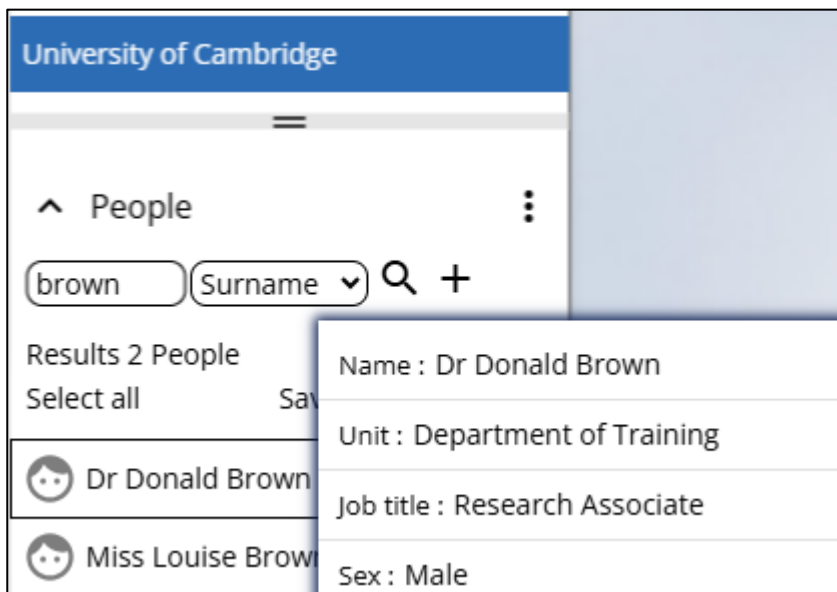 University of Cambridge
People
brown Surname
Results 2 People
Select all
Dr Donald Brown
Miss Louise Brown
Name : Dr Donald Brown
Unit : Department of Training
Job title : Research Associate
Sex : Male